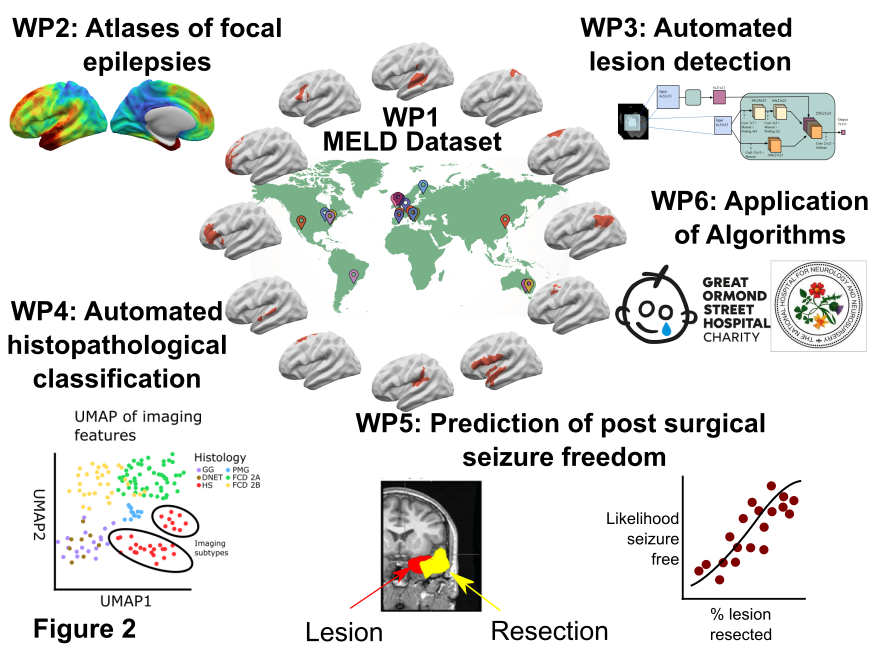 WP2: Atlases of focal
epilepsies
WP3: Automated
lesion detection
WP1
MELD Dataset
WP6: Application
of Algorithms
GREAT
ORMOND
STREET
HOSPITAL
CHARITY
THE NATIONAL HOSPITAL FOR NEUROLOGY AND NEUROSURGERY
WP4: Automated
histopathological
classification
UMAP of imaging
features
Histology
GG
PMG
DNET
FCD 2A
HS
FCD 2B
UMAP2
Imaging
subtypes
UMAP1
Figure 2
WP5: Prediction of post surgical
seizure freedom
Lesion
Resection
Likelihood
seizure
free
% lesion
resected
Input
Input
Output